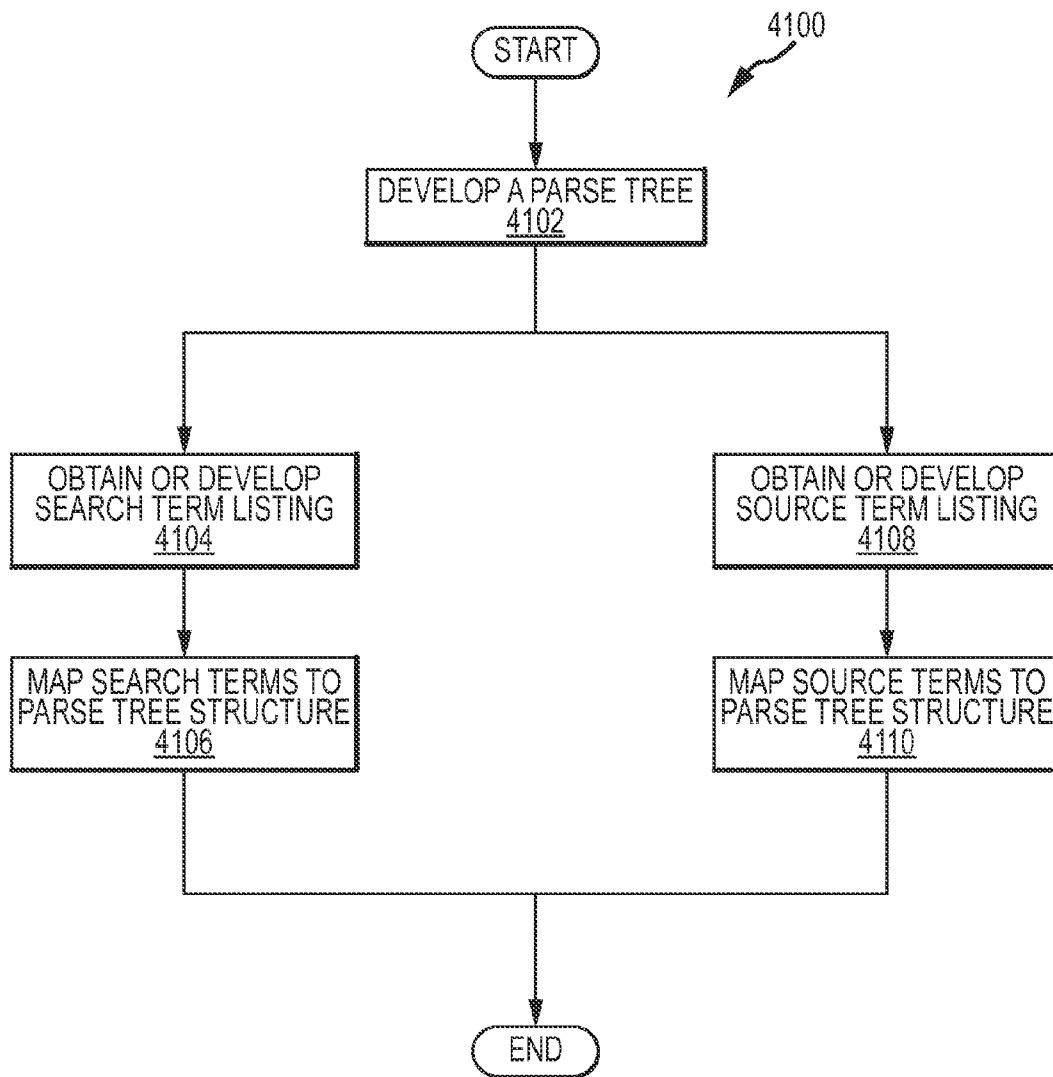 START
4100
DEVELOP A PARSE TREE
4102
OBTAIN OR DEVELOP
SEARCH TERM LISTING
4104
MAP SEARCH TERMS TO
PARSE TREE STRUCTURE
4106
OBTAIN OR DEVELOP
SOURCE TERM LISTING
4108
MAP SOURCE TERMS TO
PARSE TREE STRUCTURE
4110
END